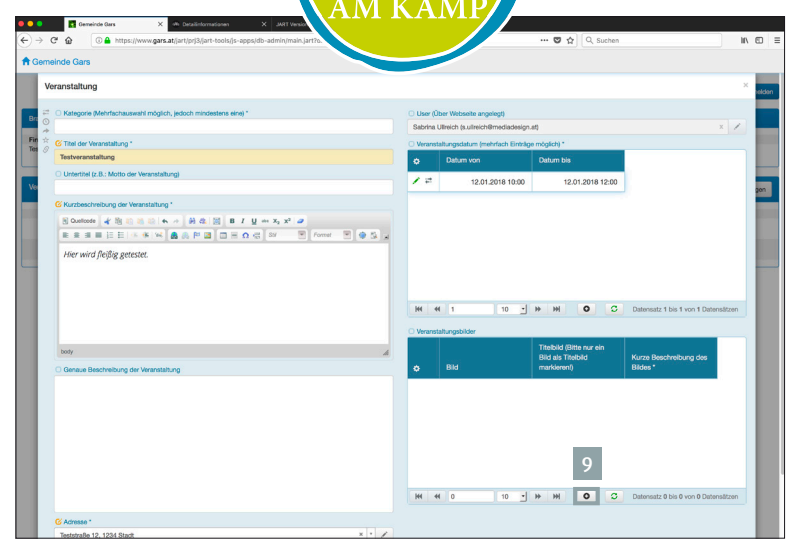 AM KAMP
Gemeinde Gars
Detailinformationen
JART Version
https://www.gars.at/jart/prj3/jart-tools/js-apps/db-admin/main.jart?s
Suchen
Gemeinde Gars
Veranstaltung
Kategorie (Mehrfachauswahl möglich, jedoch mindestens eine) *
Titel der Veranstaltung *
Testveranstaltung
Untertitel (z.B.: Motto der Veranstaltung)
Kurzbeschreibung der Veranstaltung *
Quellcode
B I U abc X₂ X²
Stil
Format
Hier wird fleißig getestet.
body
Genaue Beschreibung der Veranstaltung
Adresse *
Teststraße 12, 1234 Stadt
User (Über Webseite angelegt)
Sabrina Ullreich (s.ullreich@mediadesign.at)
Veranstaltungsdatum (mehrfach Einträge möglich) *
Datum von
Datum bis
12.01.2018 10:00
12.01.2018 12:00
1
10
Datensatz 1 bis 1 von 1 Datensätzen
Veranstaltungsbilder
Bild
Titelbild (Bitte nur ein
Bild als Titelbild
markieren!)
Kurze Beschreibung des
Bildes *
9
0
10
Datensatz 0 bis 0 von 0 Datensätzen